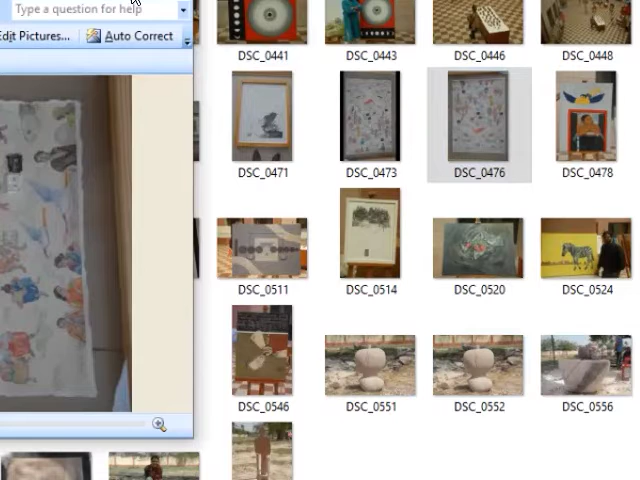 Type a question for help
Edit Pictures...
Auto Correct
DSC_0441
DSC_0443
DSC_0446
DSC_0448
DSC_0471
DSC_0473
DSC_0476
DSC_0478
DSC_0511
DSC_0514
DSC_0520
DSC_0524
DSC_0546
DSC_0551
DSC_0552
DSC_0556